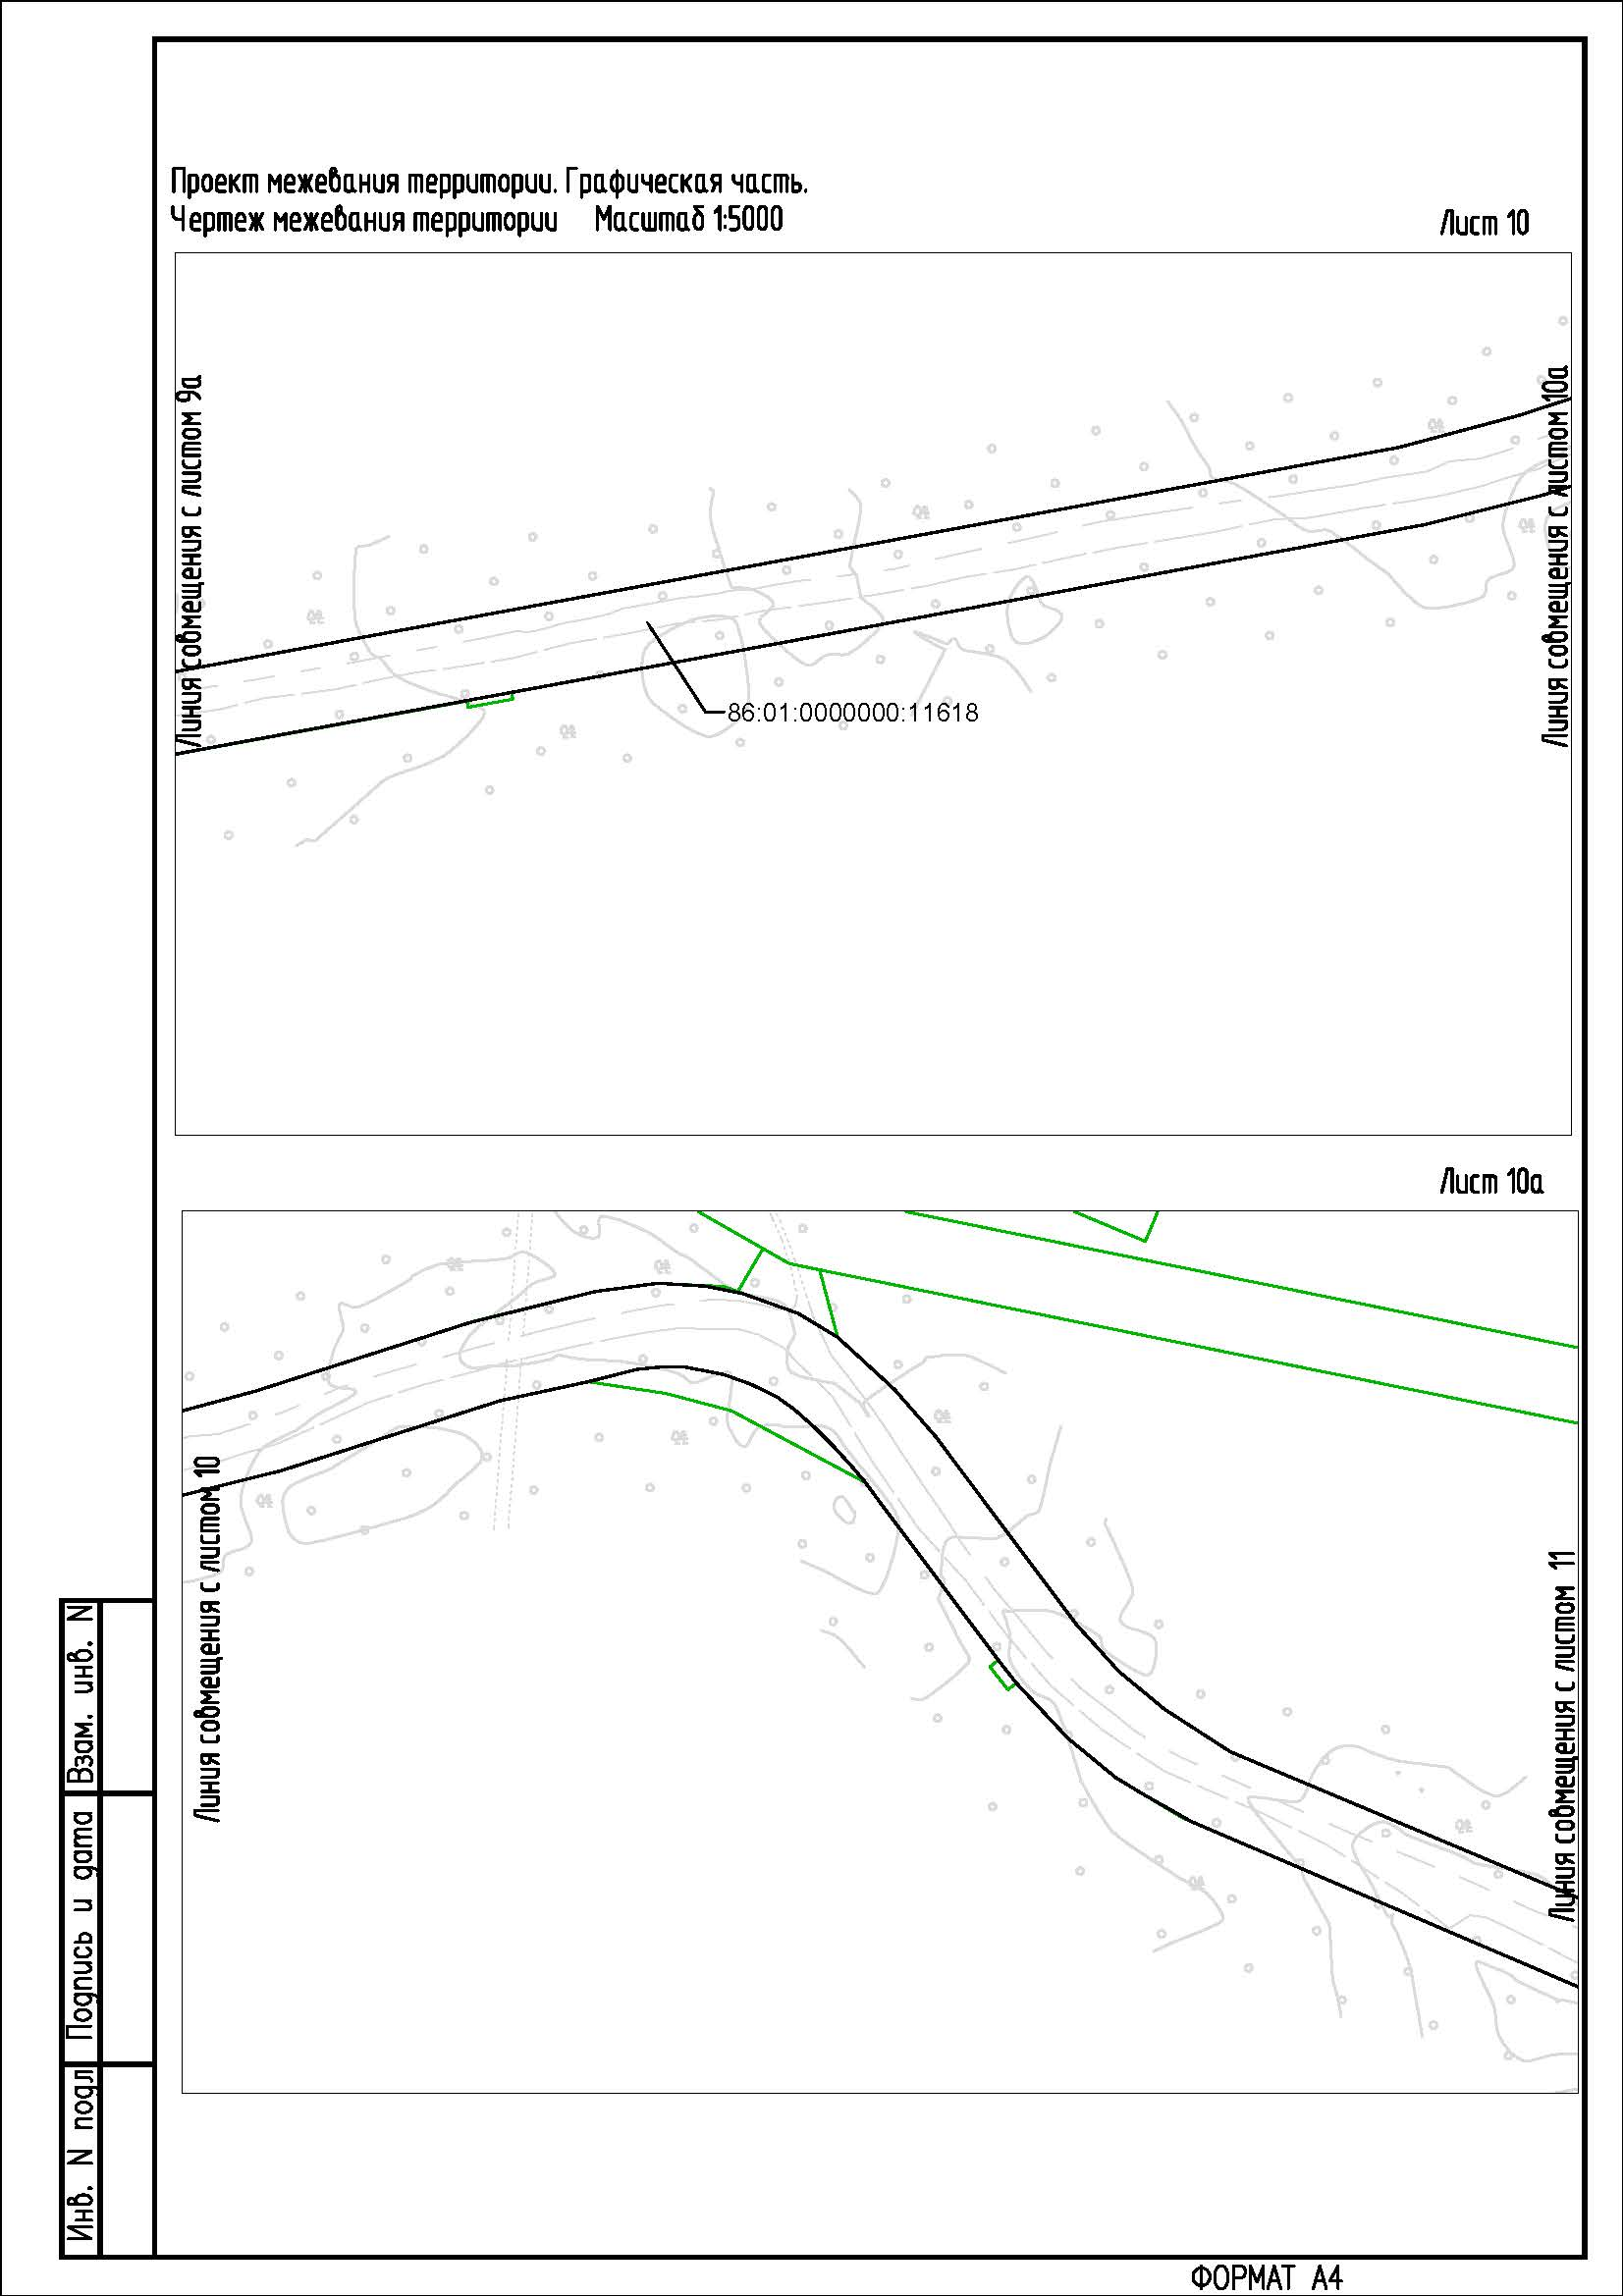 Проект межевания территории. Графическая часть.
Чертеж межевания территории Масштаб 1:5000
Лист 10
Линия совмещения с листом 9а
Линия совмещения с листом 10а
86:01:0000000:11618
Лист 10а
Линия совмещения с листом 10
Линия совмещения с листом 11
Взам. инв. N
Подпись и дата
Инв. N подл
ФОРМАТ А4